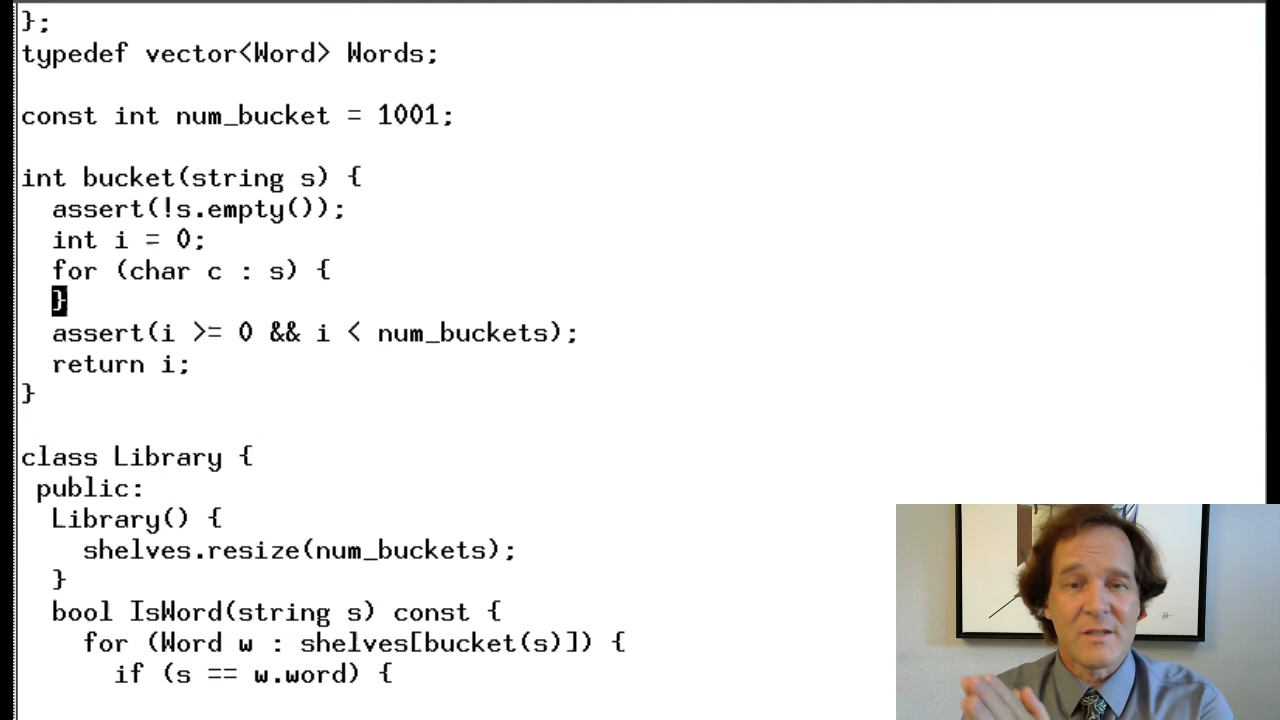 };
typedef vector<Word> Words;
const int num_bucket = 1001;
int bucket(string s) {
assert(!s.empty());
int i = 0;
for (char c : s) {
}
assert(i >= 0 && i < num_buckets);
return i;
}
class Library {
public:
Library() {
shelves.resize(num_buckets);
}
bool IsWord(string s) const {
for (Word w : shelves[bucket(s)]) {
if (s == w.word) {